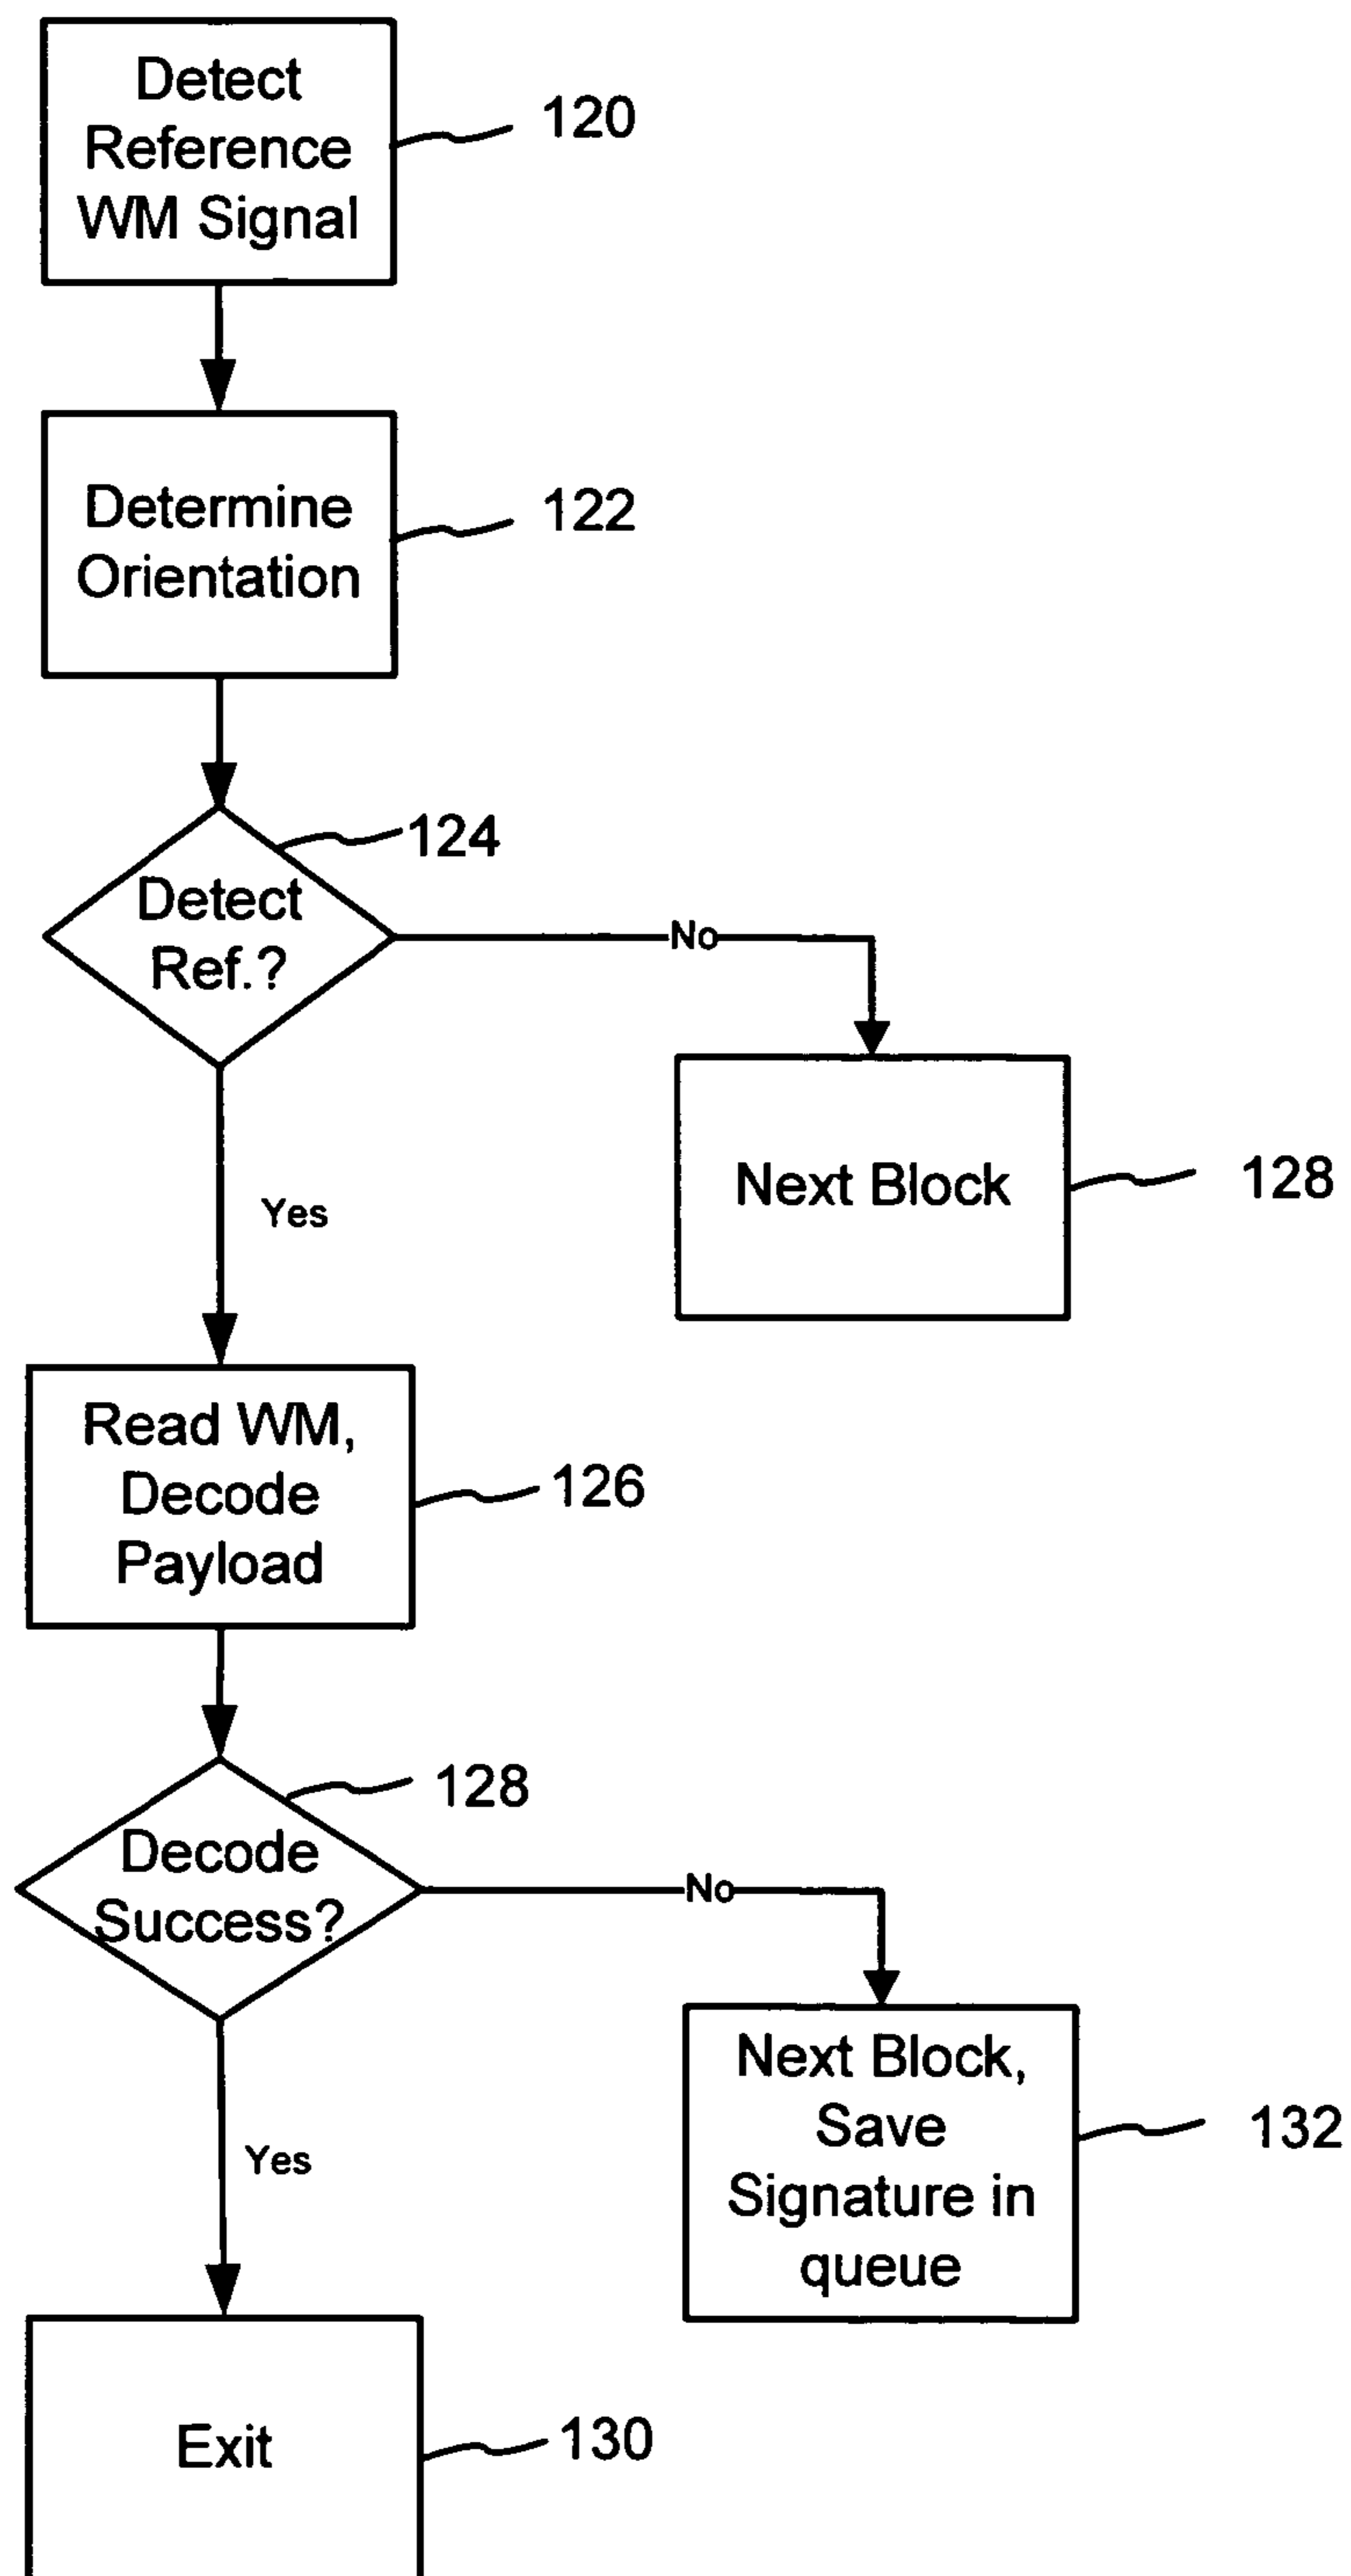 Detect
Reference
WM Signal
120
Determine
Orientation
122
124
Detect
Ref.?
No
Next Block
128
Yes
Read WM,
Decode
Payload
126
128
Decode
Success?
No
Next Block,
Save
Signature in
queue
132
Yes
Exit
130